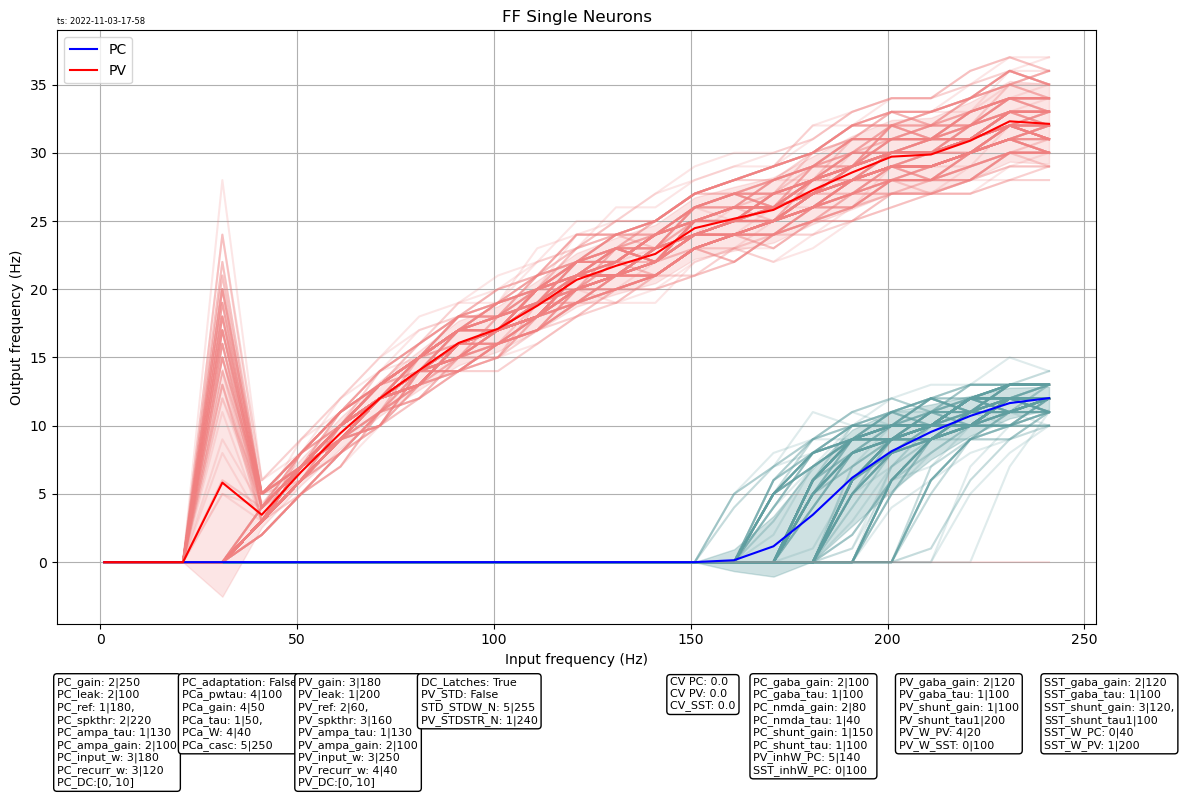 ts: 2022-11-03-17-58
FF Single Neurons
PC
PV
Output frequency (Hz)
35
30
25
20
15
10
5
0
0 50 100 150 200 250
Input frequency (Hz)
PC_gain: 2|250
PC_leak: 2|100
PC_ref: 1|180,
PC_spkthr: 2|220
PC_ampa_tau: 1|130
PC_ampa_gain: 2|100
PC_input_w: 3|180
PC_recurr_w: 3|120
PC_DC:[0, 10]
PC_adaptation: False
PCa_pwtau: 4|100
PCa_gain: 4|50
PCa_tau: 1|50,
PCa_W: 4|40
PCa_casc: 5|250
PV_gain: 3|180
PV_leak: 1|200
PV_ref: 2|60,
PV_spkthr: 3|160
PV_ampa_tau: 1|130
PV_ampa_gain: 2|100
PV_input_w: 3|250
PV_recurr_w: 4|40
PV_DC:[0, 10]
DC_Latches: True
PV_STD: False
STD_STDW_N: 5|255
PV_STDSTR_N: 1|240
CV PC: 0.0
CV PV: 0.0
CV_SST: 0.0
PC_gaba_gain: 2|100
PC_gaba_tau: 1|100
PC_nmda_gain: 2|80
PC_nmda_tau: 1|40
PC_shunt_gain: 1|150
PC_shunt_tau: 1|100
PV_inhW_PC: 5|140
SST_inhW_PC: 0|100
PV_gaba_gain: 2|120
PV_gaba_tau: 1|100
PV_shunt_gain: 1|100
PV_shunt_tau1|200
PV_W_PV: 4|20
PV_W_SST: 0|100
SST_gaba_gain: 2|120
SST_gaba_tau: 1|100
SST_shunt_gain: 3|120,
SST_shunt_tau1|100
SST_W_PC: 0|40
SST_W_PV: 1|200